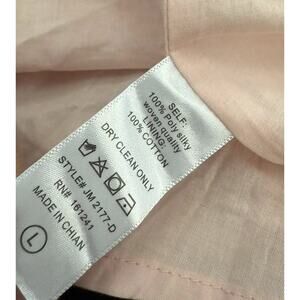 SELF:
100% Poly silky
woven quality
LINING:
100% COTTON
DRY CLEAN ONLY
STYLE# JM 2177-D
RN# 161241
MADE IN CHIAN
L